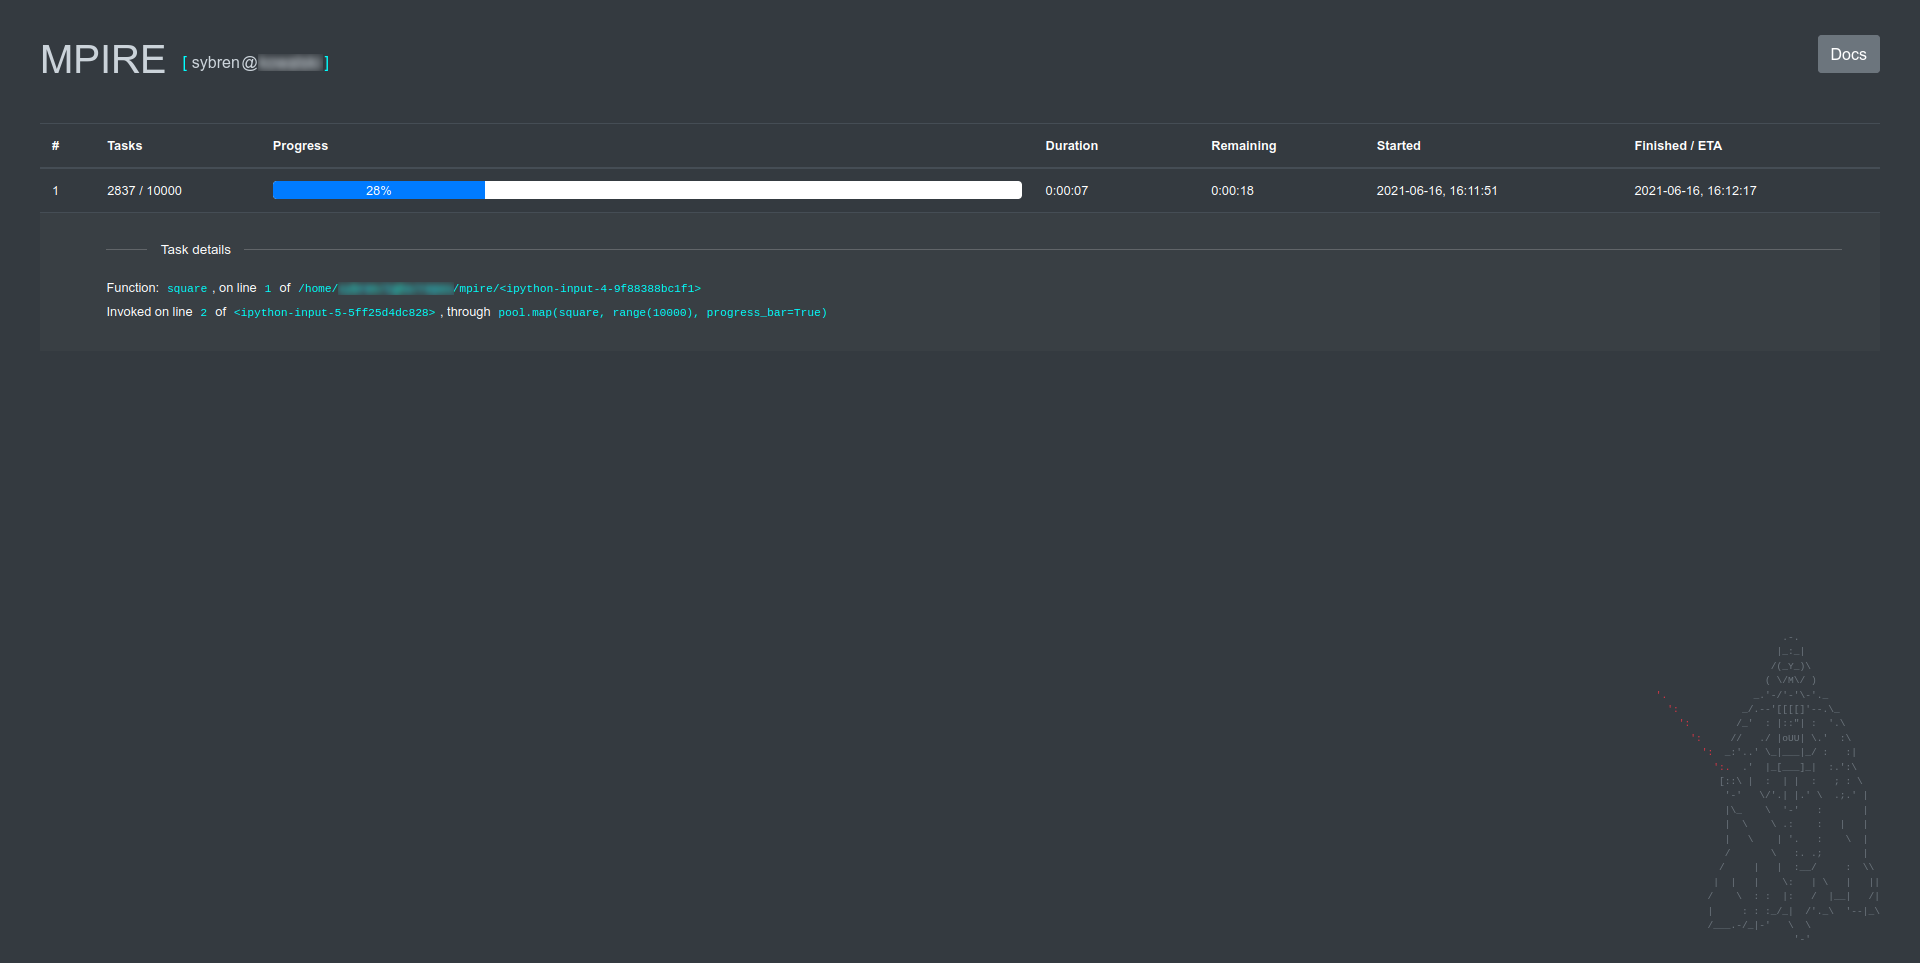 MPIRE [ sybren@ ]
Docs
# Tasks Progress Duration Remaining Started Finished / ETA
1 2837 / 10000 28% 0:00:07 0:00:18 2021-06-16, 16:11:51 2021-06-16, 16:12:17
Task details
Function: square , on line 1 of /home/ /mpire/<ipython-input-4-9f88388bc1f1>
Invoked on line 2 of <ipython-input-5-5ff25d4dc828> , through pool.map(square, range(10000), progress_bar=True)